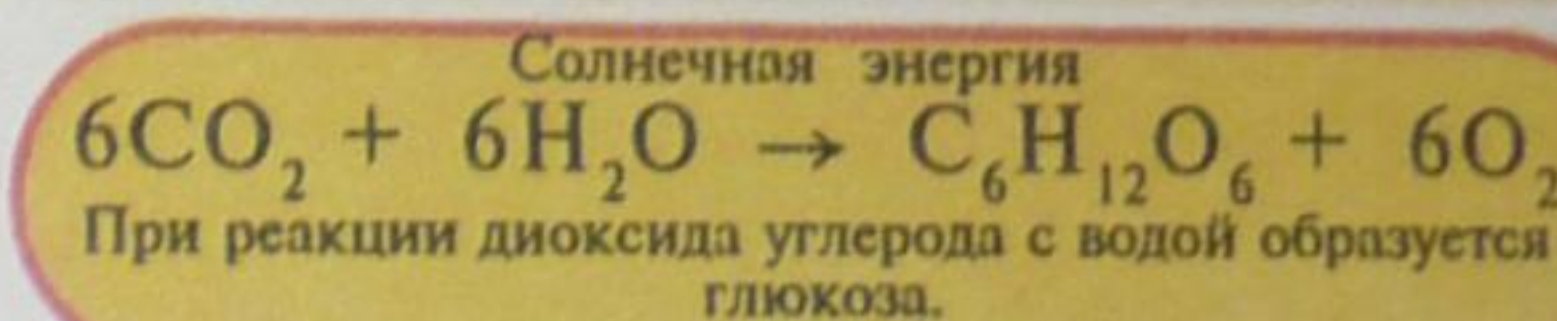 Солнечная энергия
6CO₂ + 6H₂O → C₆H₁₂O₆ + 6O₂
При реакции диоксида углерода с водой образуется
глюкоза.